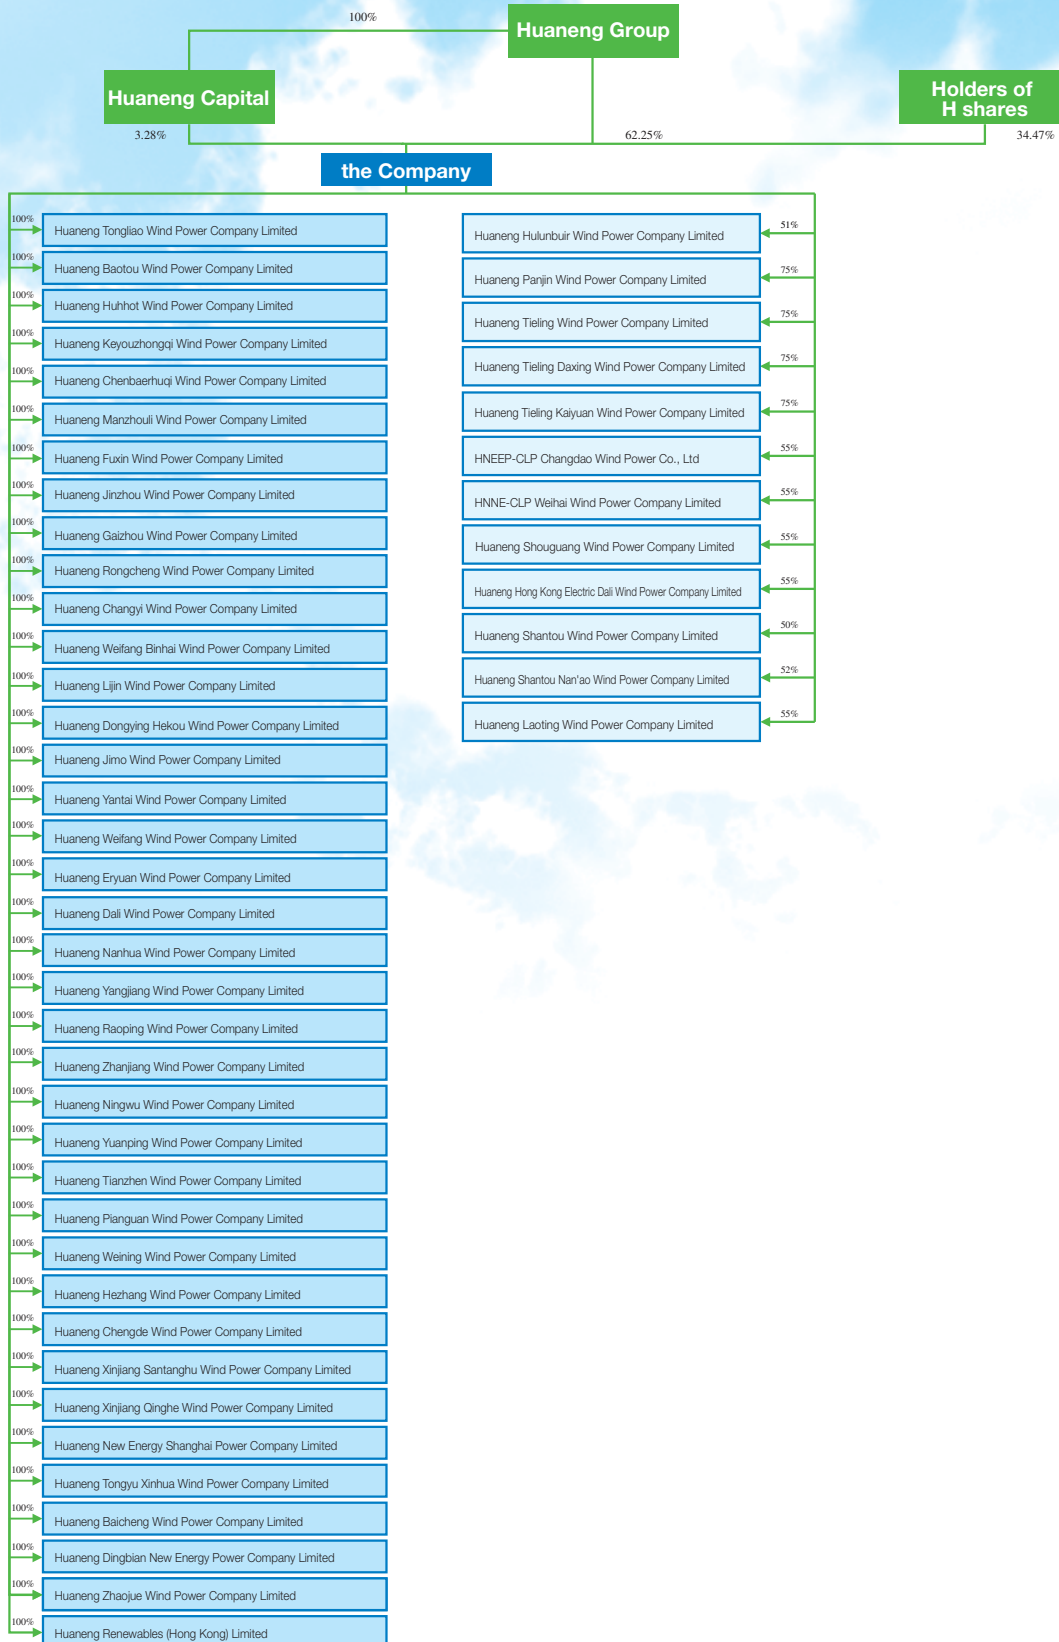 100%
Huaneng Group
Huaneng Capital
Holders of
H shares
3.28%
62.25%
34.47%
the Company
100%
Huaneng Tongliao Wind Power Company Limited
100%
Huaneng Baotou Wind Power Company Limited
100%
Huaneng Huhhot Wind Power Company Limited
100%
Huaneng Keyouzhongqi Wind Power Company Limited
100%
Huaneng Chenbaerhuqi Wind Power Company Limited
100%
Huaneng Manzhouli Wind Power Company Limited
100%
Huaneng Fuxin Wind Power Company Limited
100%
Huaneng Jinzhou Wind Power Company Limited
100%
Huaneng Gaizhou Wind Power Company Limited
100%
Huaneng Rongcheng Wind Power Company Limited
100%
Huaneng Changyi Wind Power Company Limited
100%
Huaneng Weifang Binhai Wind Power Company Limited
100%
Huaneng Lijin Wind Power Company Limited
100%
Huaneng Dongying Hekou Wind Power Company Limited
100%
Huaneng Jimo Wind Power Company Limited
100%
Huaneng Yantai Wind Power Company Limited
100%
Huaneng Weifang Wind Power Company Limited
100%
Huaneng Eryuan Wind Power Company Limited
100%
Huaneng Dali Wind Power Company Limited
100%
Huaneng Nanhua Wind Power Company Limited
100%
Huaneng Yangjiang Wind Power Company Limited
100%
Huaneng Raoping Wind Power Company Limited
100%
Huaneng Zhanjiang Wind Power Company Limited
100%
Huaneng Ningwu Wind Power Company Limited
100%
Huaneng Yuanping Wind Power Company Limited
100%
Huaneng Tianzhen Wind Power Company Limited
100%
Huaneng Pianguan Wind Power Company Limited
100%
Huaneng Weining Wind Power Company Limited
100%
Huaneng Hezhang Wind Power Company Limited
100%
Huaneng Chengde Wind Power Company Limited
100%
Huaneng Xinjiang Santanghu Wind Power Company Limited
100%
Huaneng Xinjiang Qinghe Wind Power Company Limited
100%
Huaneng New Energy Shanghai Power Company Limited
100%
Huaneng Tongyu Xinhua Wind Power Company Limited
100%
Huaneng Baicheng Wind Power Company Limited
100%
Huaneng Dingbian New Energy Power Company Limited
100%
Huaneng Zhaojue Wind Power Company Limited
100%
Huaneng Renewables (Hong Kong) Limited
Huaneng Hulunbuir Wind Power Company Limited
51%
Huaneng Panjin Wind Power Company Limited
75%
Huaneng Tieling Wind Power Company Limited
75%
Huaneng Tieling Daxing Wind Power Company Limited
75%
Huaneng Tieling Kaiyuan Wind Power Company Limited
75%
HNEEP-CLP Changdao Wind Power Co., Ltd
55%
HNNE-CLP Weihai Wind Power Company Limited
55%
Huaneng Shouguang Wind Power Company Limited
55%
Huaneng Hong Kong Electric Dali Wind Power Company Limited
55%
Huaneng Shantou Wind Power Company Limited
50%
Huaneng Shantou Nan'ao Wind Power Company Limited
52%
Huaneng Laoting Wind Power Company Limited
55%